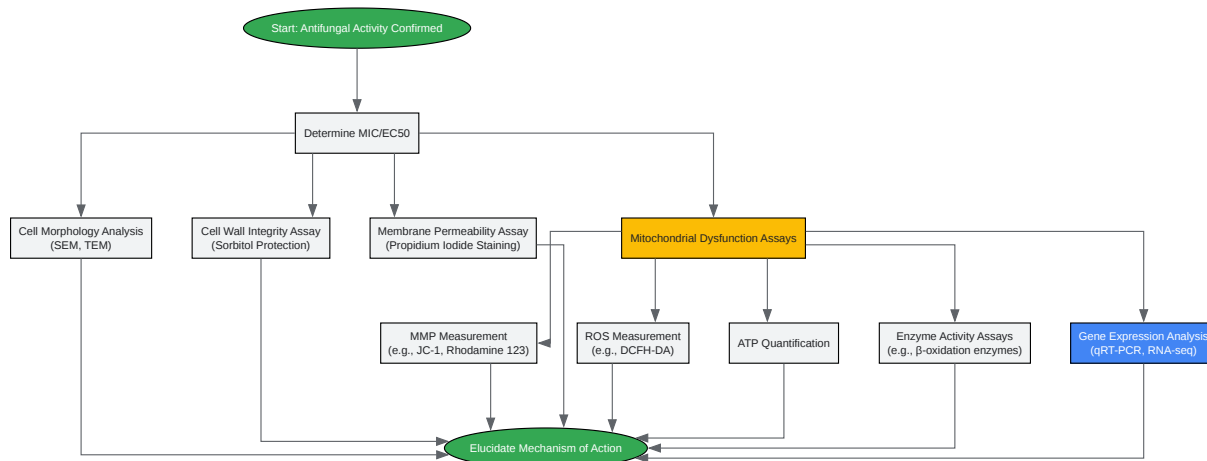 Start: Antifungal Activity Confirmed
Determine MIC/EC50
Cell Morphology Analysis
(SEM, TEM)
Cell Wall Integrity Assay
(Sorbitol Protection)
Membrane Permeability Assay
(Propidium Iodide Staining)
Mitochondrial Dysfunction Assays
MMP Measurement
(e.g., JC-1, Rhodamine 123)
ROS Measurement
(e.g., DCFH-DA)
ATP Quantification
Enzyme Activity Assays
(e.g., β-oxidation enzymes)
Gene Expression Analysis
(qRT-PCR, RNA-seq)
Elucidate Mechanism of Action